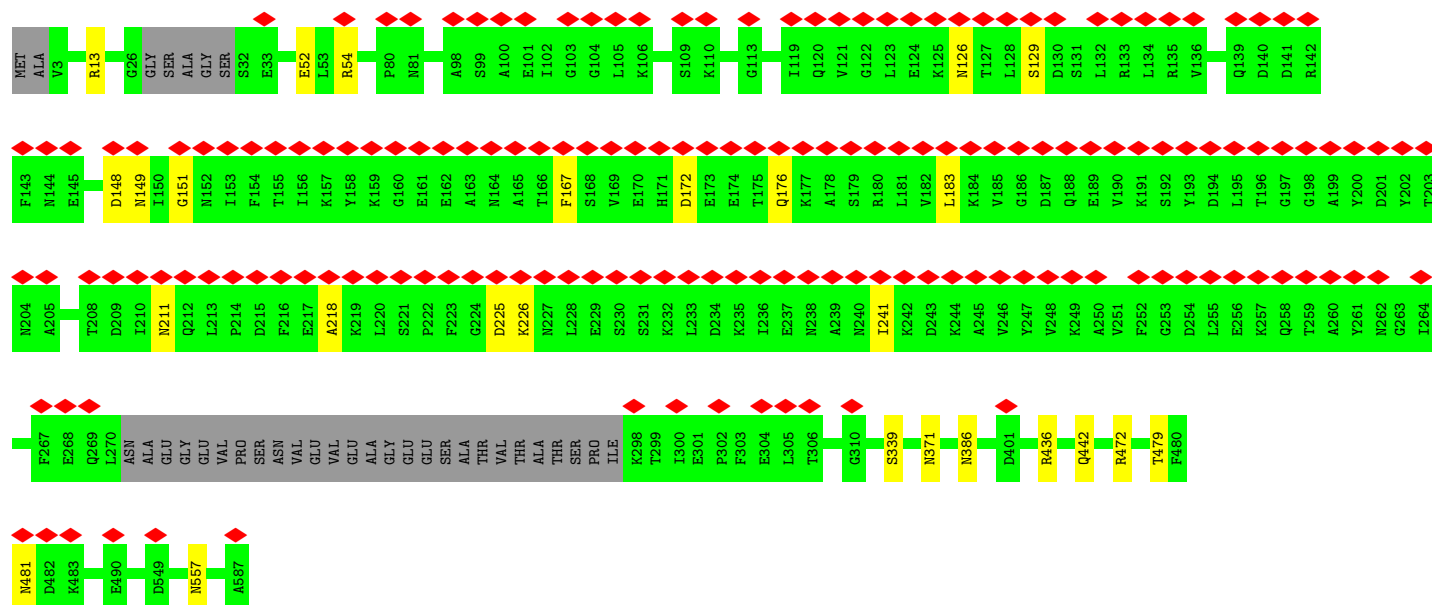 MET ALA V3 R13 G26 GLY SER ALA GLY SER S32 E33 E52 L53 R54 P80 N81 A98 S99 A100 E101 I102 G103 G104 L105 K106 S109 K110 G113 I119 Q120 V121 G122 L123 E124 K125 N126 T127 L128 S129 D130 S131 L132 R133 L134 R135 V136 Q139 D140 D141 R142
F143 N144 E145 D148 N149 I150 G151 N152 I153 F154 T155 I156 K157 Y158 K159 G160 E161 E162 A163 N164 A165 T166 F167 S168 V169 E170 H171 D172 E173 E174 T175 Q176 K177 A178 S179 R180 L181 V182 L183 K184 V185 G186 D187 Q188 E189 V190 K191 S192 Y193 D194 L195 T196 G197 G198 A199 Y200 D201 Y202 T203
N204 A205 T208 D209 I210 N211 Q212 L213 P214 D215 F216 E217 A218 K219 L220 S221 P222 F223 G224 D225 K226 N227 L228 E229 S230 S231 K232 L233 D234 K235 I236 E237 N238 A239 N240 I241 K242 D243 K244 A245 V246 Y247 V248 K249 A250 V251 F252 G253 D254 L255 E256 K257 Q258 T259 A260 Y261 N262 G263 I264
F267 E268 Q269 L270 ASN ALA GLU GLY GLU VAL PRO SER ASN VAL GLU VAL GLU ALA GLY GLU GLU SER ALA THR VAL THR ALA THR SER PRO ILE K298 T299 I300 E301 P302 F303 E304 L305 T306 G310 S339 N371 N386 D401 R436 Q442 R472 T479 F480
N481 D482 K483 E490 D549 N557 A587